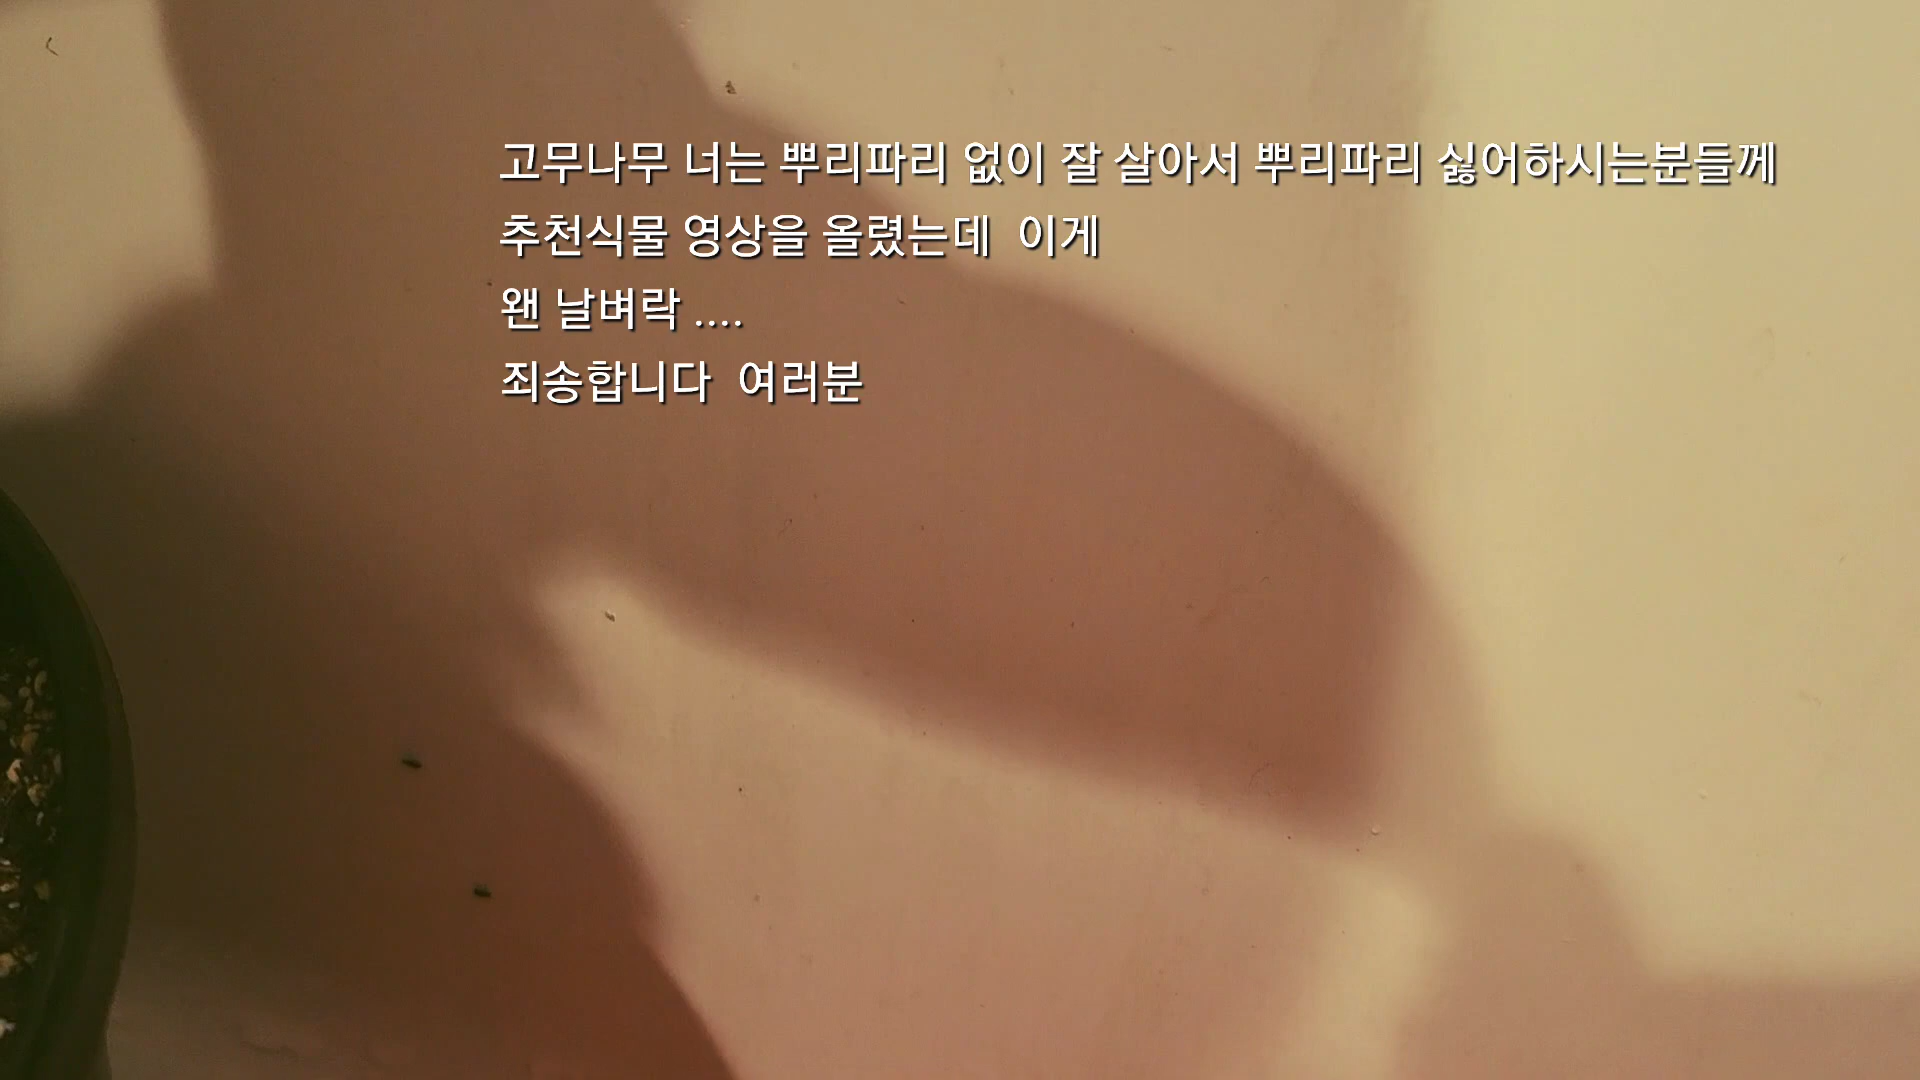 고무나무 너는 뿌리파리 없이 잘 살아서 뿌리파리 싫어하시는분들께
추천식물 영상을 올렸는데 이게
왠 날벼락 ....
죄송합니다 여러분